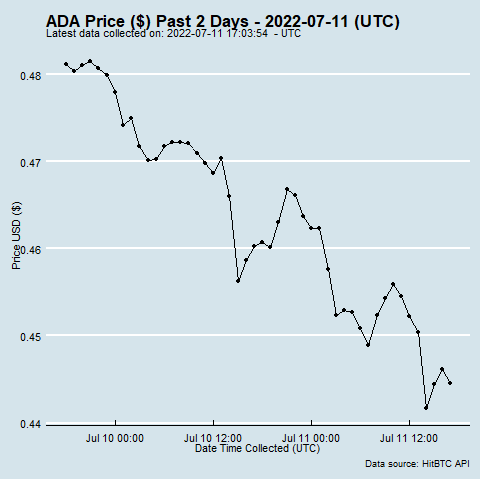 ADA Price ($) Past 2 Days - 2022-07-11 (UTC)
Latest data collected on: 2022-07-11 17:03:54 - UTC
0.48
0.47
0.46
0.45
0.44
Price USD ($)
Jul 10 00:00
Jul 10 12:00
Jul 11 00:00
Jul 11 12:00
Date Time Collected (UTC)
Data source: HitBTC API